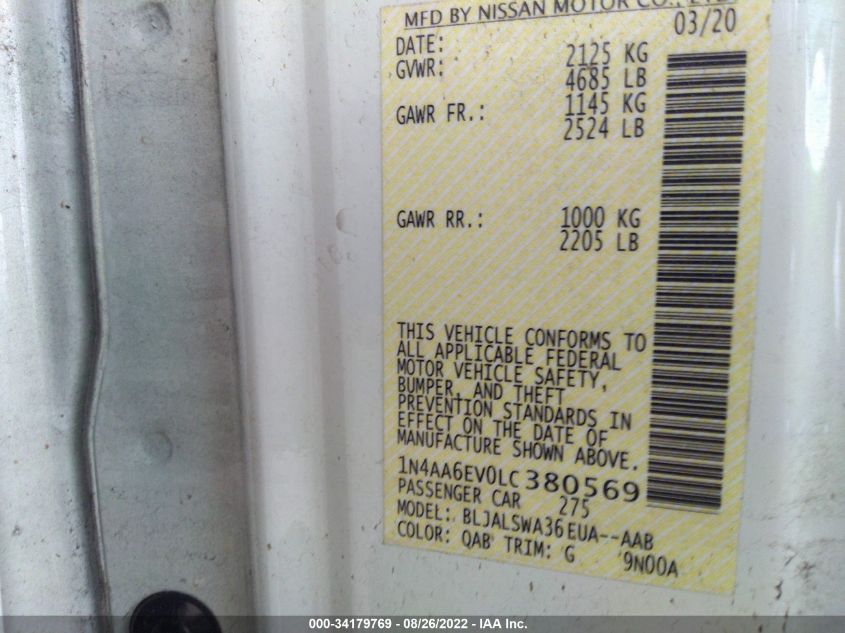 MFD BY NISSAN MOTOR CO., LTD.
DATE: 03/20
GVWR: 2125 KG
4685 LB
GAWR FR.: 1145 KG
2524 LB
GAWR RR.: 1000 KG
2205 LB
THIS VEHICLE CONFORMS TO
ALL APPLICABLE FEDERAL
MOTOR VEHICLE SAFETY,
BUMPER, AND THEFT
PREVENTION STANDARDS IN
EFFECT ON THE DATE OF
MANUFACTURE SHOWN ABOVE.
1N4AA6EV0LC380569
PASSENGER CAR 275
MODEL: BLJALSWA36EUA--AAB
COLOR: QAB TRIM: G 9N00A
000-34179769 - 08/26/2022 - IAA Inc.